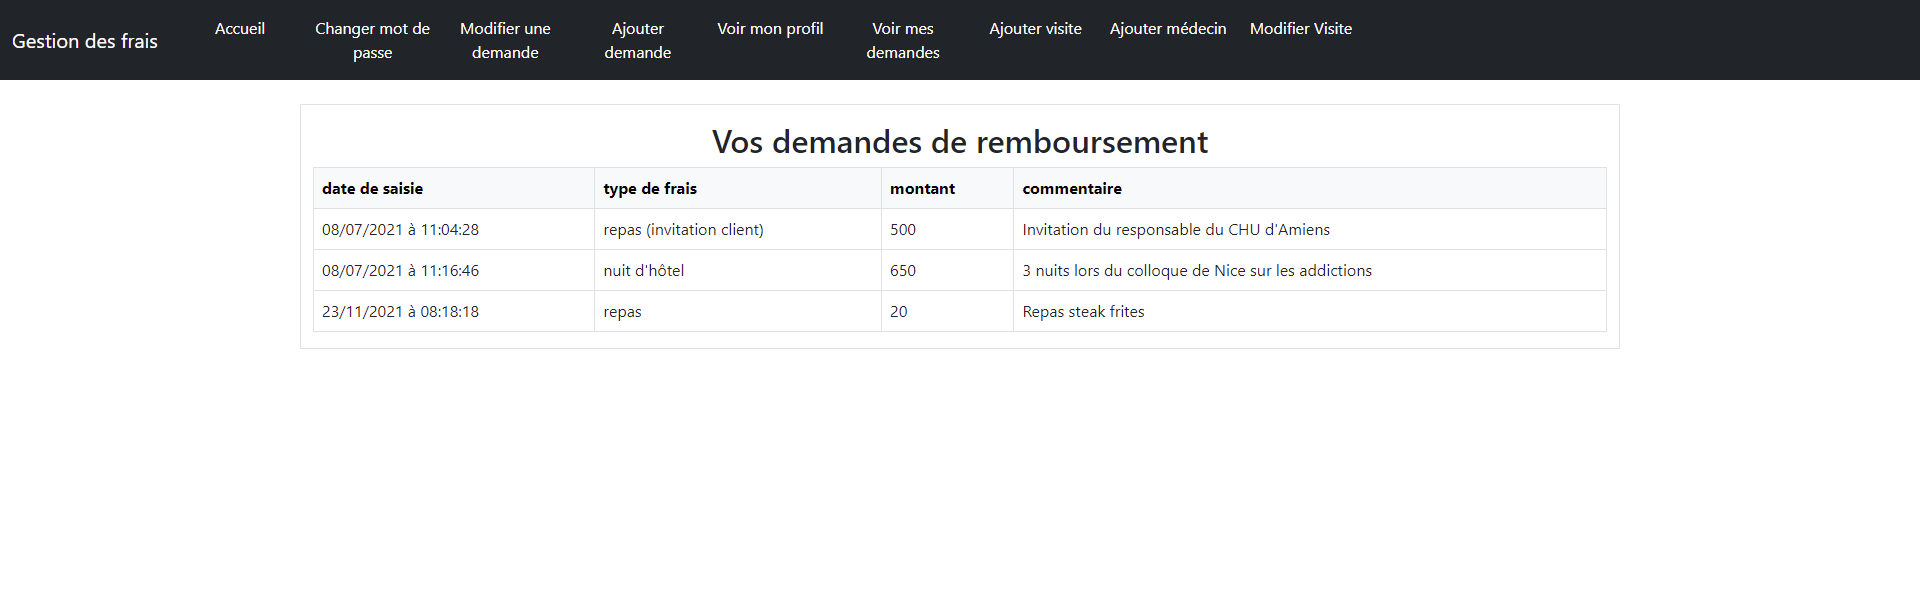 Gestion des frais
Accueil
Changer mot de
passe
Modifier une
demande
Ajouter
demande
Voir mon profil
Voir mes
demandes
Ajouter visite
Ajouter médecin
Modifier Visite
Vos demandes de remboursement
date de saisie type de frais montant commentaire
08/07/2021 à 11:04:28 repas (invitation client) 500 Invitation du responsable du CHU d'Amiens
08/07/2021 à 11:16:46 nuit d'hôtel 650 3 nuits lors du colloque de Nice sur les addictions
23/11/2021 à 08:18:18 repas 20 Repas steak frites